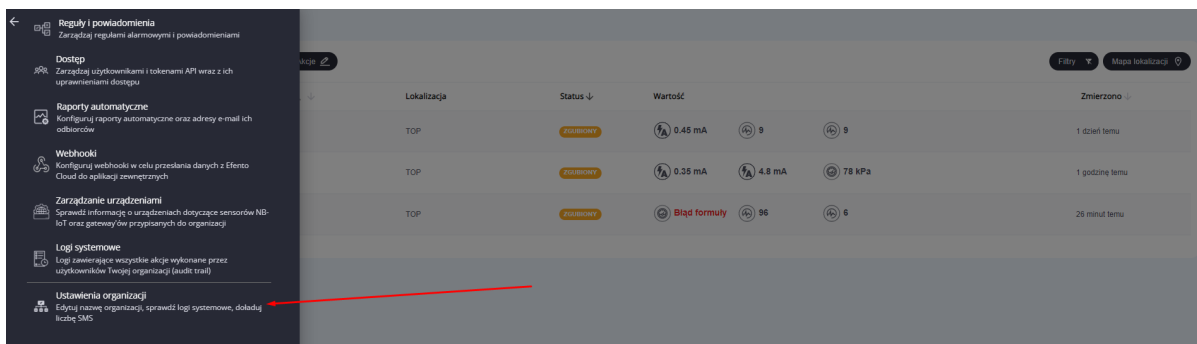 Reguły i powiadomienia
Zarządzaj regułami alarmowymi i powiadomieniami
Dostęp
Zarządzaj użytkownikami i tokenami API wraz z ich
uprawnieniami dostępu
Raporty automatyczne
Konfiguruj raporty automatyczne oraz adresy e-mail ich
odbiorców
Webhooki
Konfiguruj webhooki w celu przesłania danych z Efento
Cloud do aplikacji zewnętrznych
Zarządzanie urządzeniami
Sprawdź informację o urządzeniach dotyczące sensorów NB-
IoT oraz gateway'ów przypisanych do organizacji
Logi systemowe
Logi zawierające wszystkie akcje wykonane przez
użytkowników Twojej organizacji (audit trail)
Ustawienia organizacji
Edytuj nazwę organizacji, sprawdź logi systemowe, doładuj
liczbę SMS
Filtry Mapa lokalizacji
Lokalizacja Status Wartość Zmierzono
TOP ZGUBIONY 0.45 mA 9 9 1 dzień temu
TOP ZGUBIONY 0.35 mA 4.8 mA 78 kPa 1 godzinę temu
TOP ZGUBIONY Błąd formuły 96 6 26 minut temu